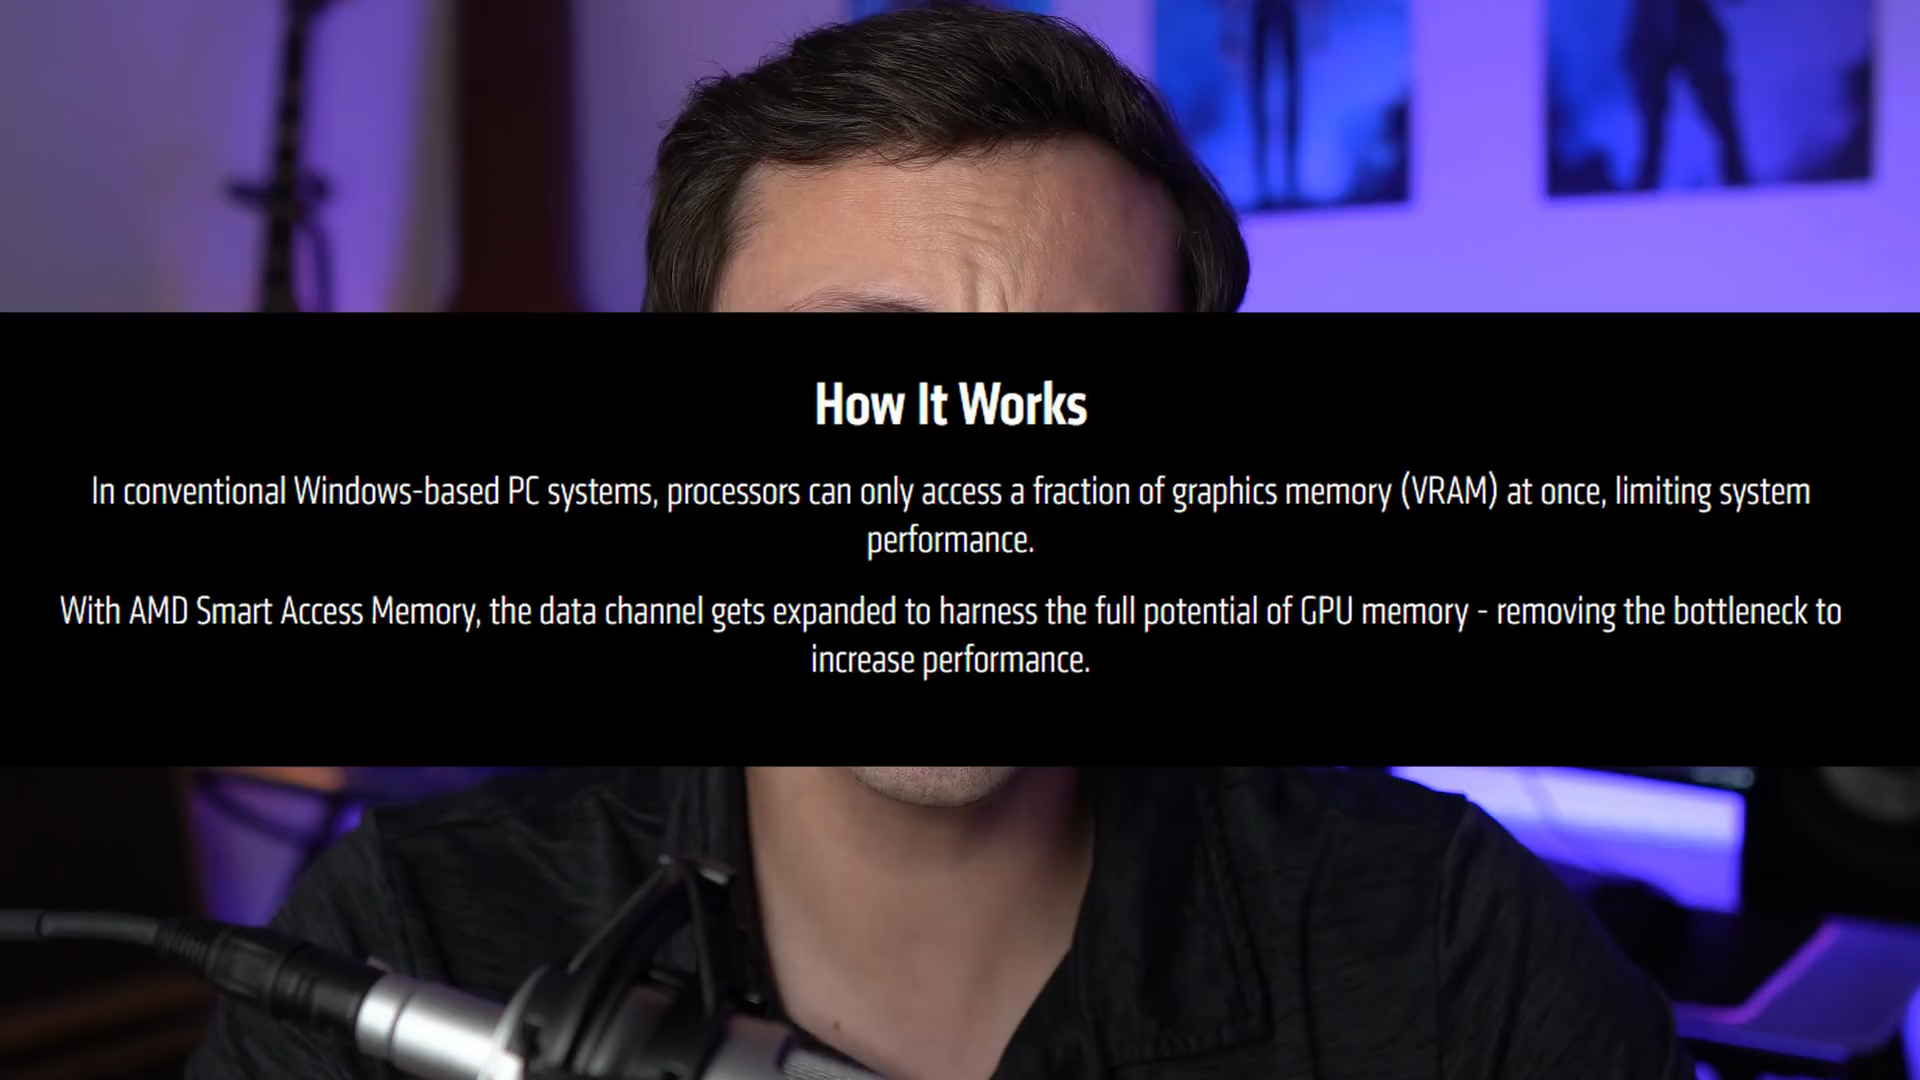 How It Works
In conventional Windows-based PC systems, processors can only access a fraction of graphics memory (VRAM) at once, limiting system
performance.
With AMD Smart Access Memory, the data channel gets expanded to harness the full potential of GPU memory - removing the bottleneck to
increase performance.